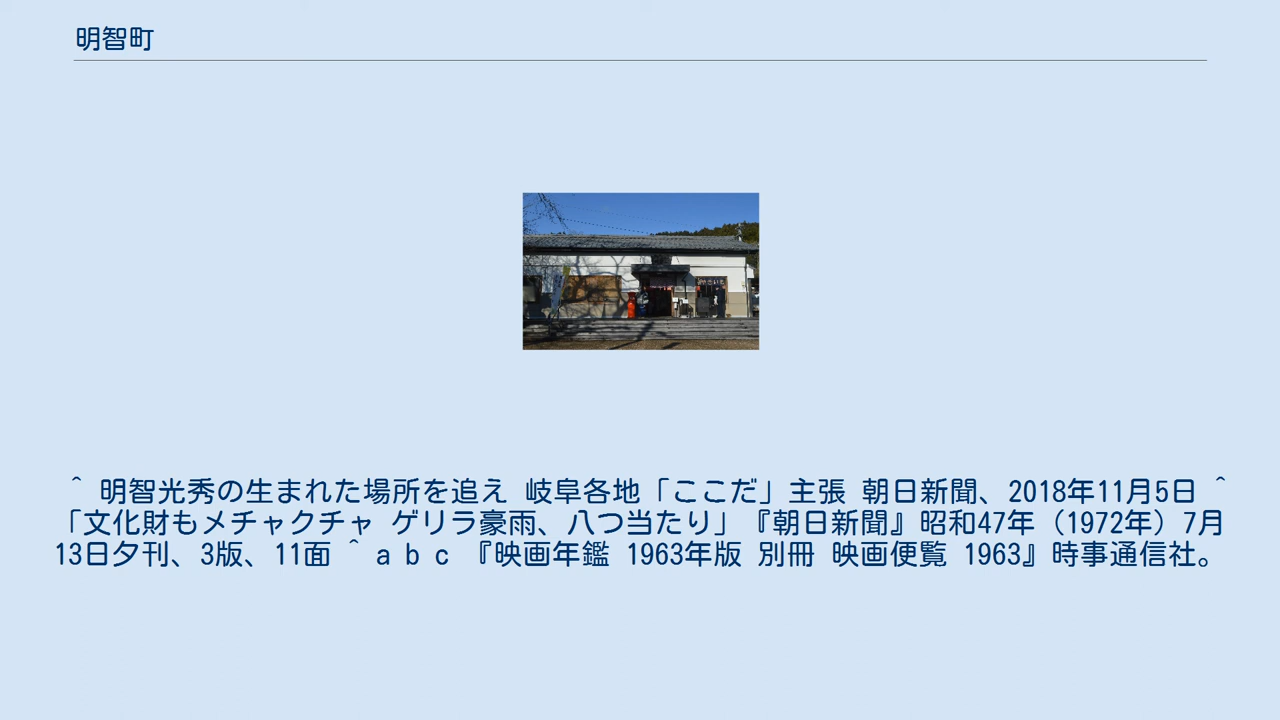 明智町
＾ 明智光秀の生まれた場所を追え 岐阜各地「ここだ」主張 朝日新聞、2018年11月5日 ＾
「文化財もメチャクチャ ゲリラ豪雨、八つ当たり」『朝日新聞』昭和47年（1972年）7月
13日夕刊、3版、11面 ＾ a b c 『映画年鑑 1963年版 別冊 映画便覧 1963』時事通信社。